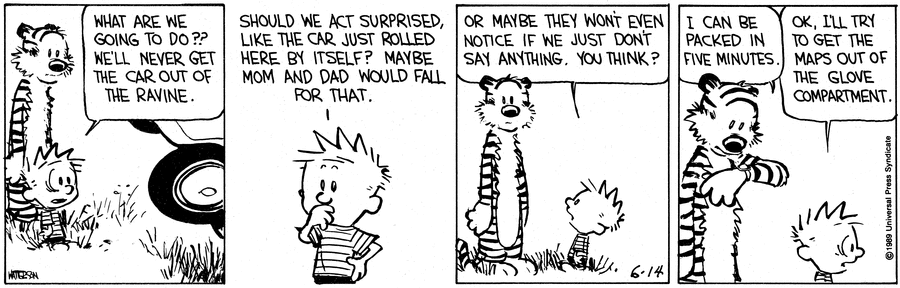 WHAT ARE WE
GOING TO DO??
WE'LL NEVER GET
THE CAR OUT OF
THE RAVINE.
WATTERSON
SHOULD WE ACT SURPRISED,
LIKE THE CAR JUST ROLLED
HERE BY ITSELF? MAYBE
MOM AND DAD WOULD FALL
FOR THAT.
OR MAYBE THEY WON'T EVEN
NOTICE IF WE JUST DON'T
SAY ANYTHING. YOU THINK?
6-14
I CAN BE
PACKED IN
FIVE MINUTES.
OK, I'LL TRY
TO GET THE
MAPS OUT OF
THE GLOVE
COMPARTMENT.
©1989 Universal Press Syndicate